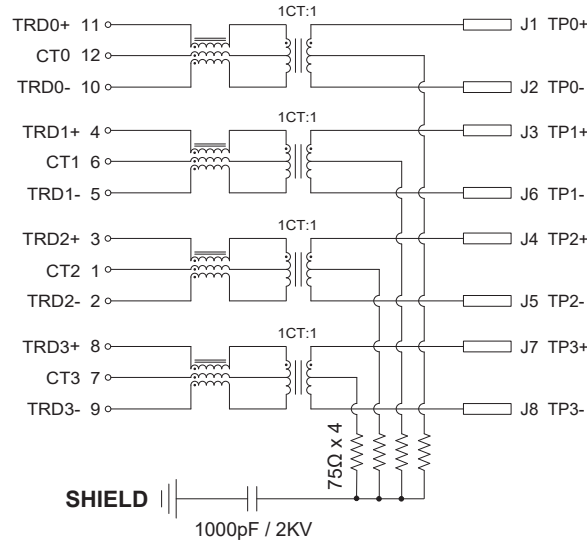 1CT:1
TRD0+ 11
J1 TP0+
CT0 12
TRD0- 10
J2 TP0-
1CT:1
TRD1+ 4
J3 TP1+
CT1 6
TRD1- 5
J6 TP1-
1CT:1
TRD2+ 3
J4 TP2+
CT2 1
TRD2- 2
J5 TP2-
1CT:1
TRD3+ 8
J7 TP3+
CT3 7
TRD3- 9
J8 TP3-
75Ω x 4
SHIELD
1000pF / 2KV